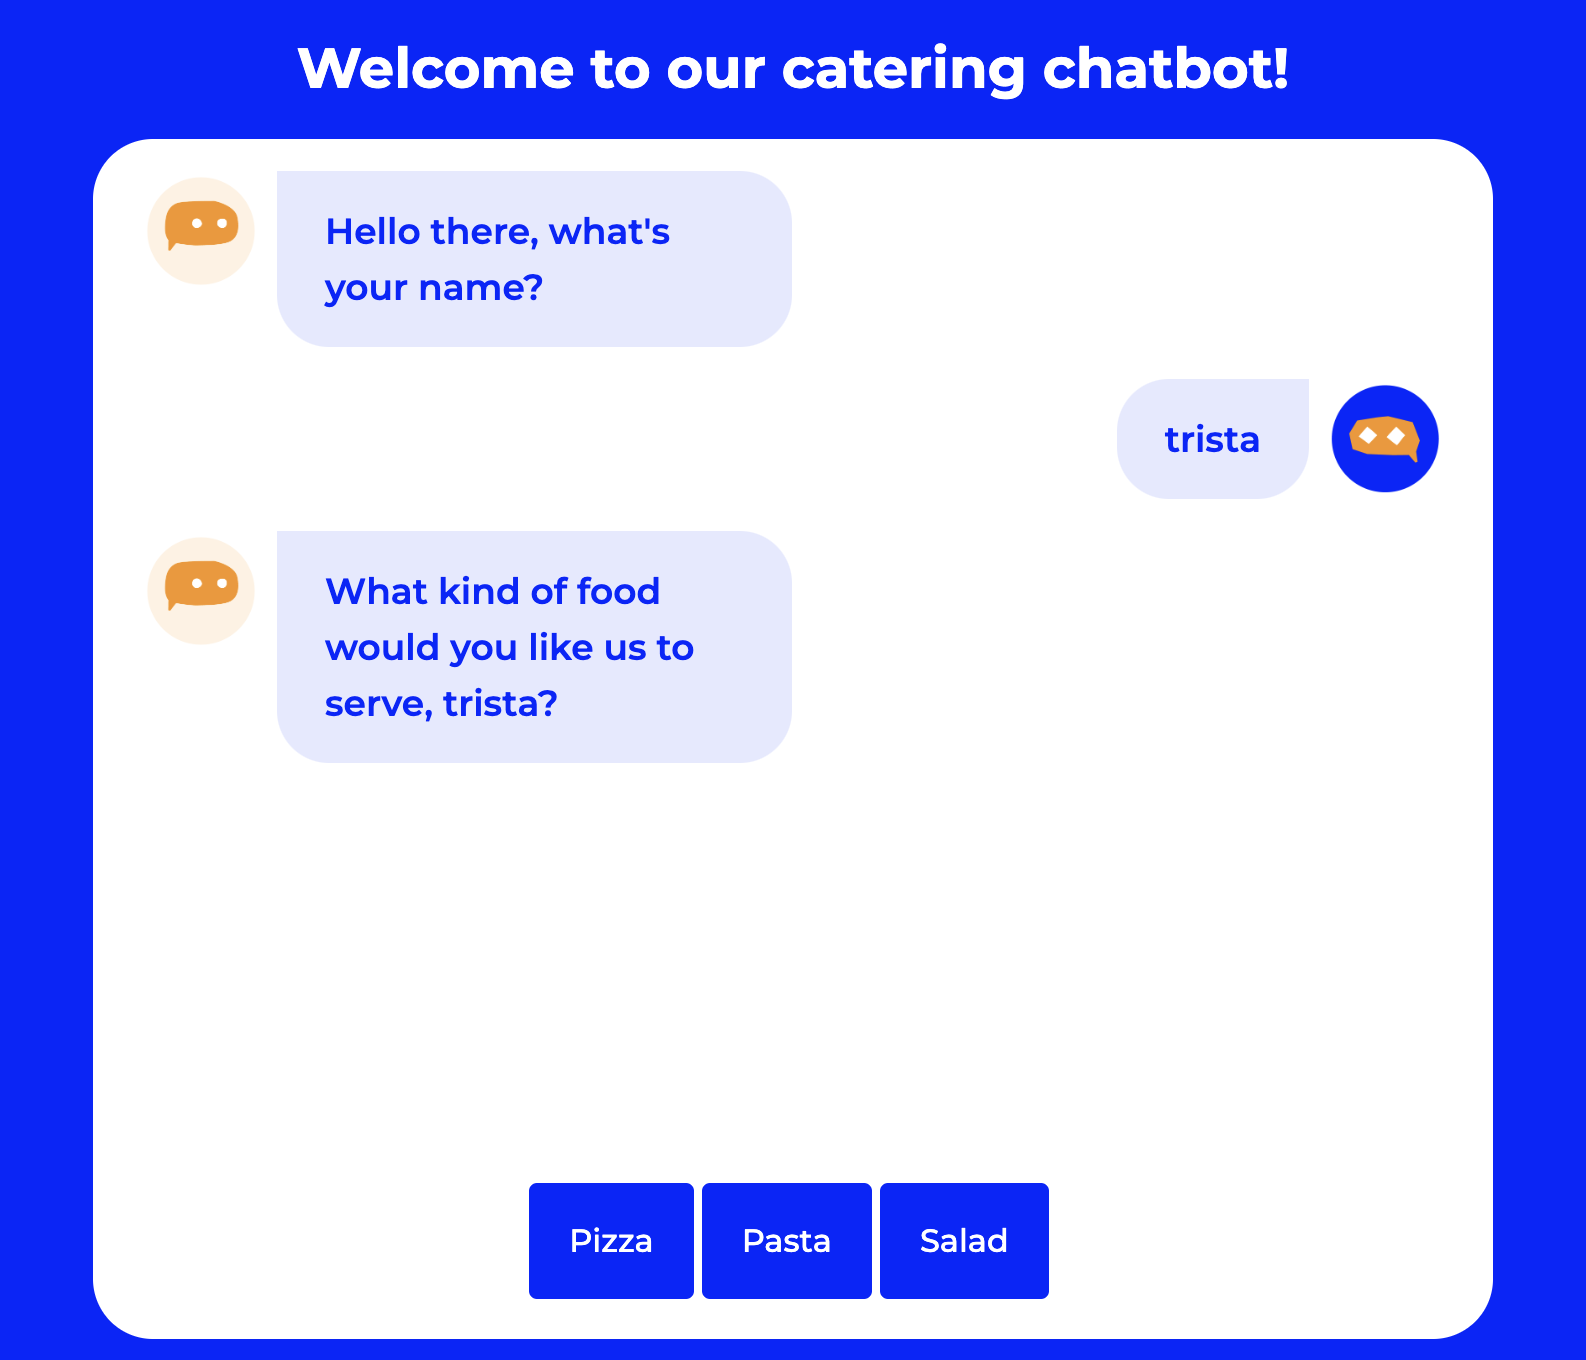 Welcome to our catering chatbot!
Hello there, what's
your name?
trista
What kind of food
would you like us to
serve, trista?
Pizza
Pasta
Salad